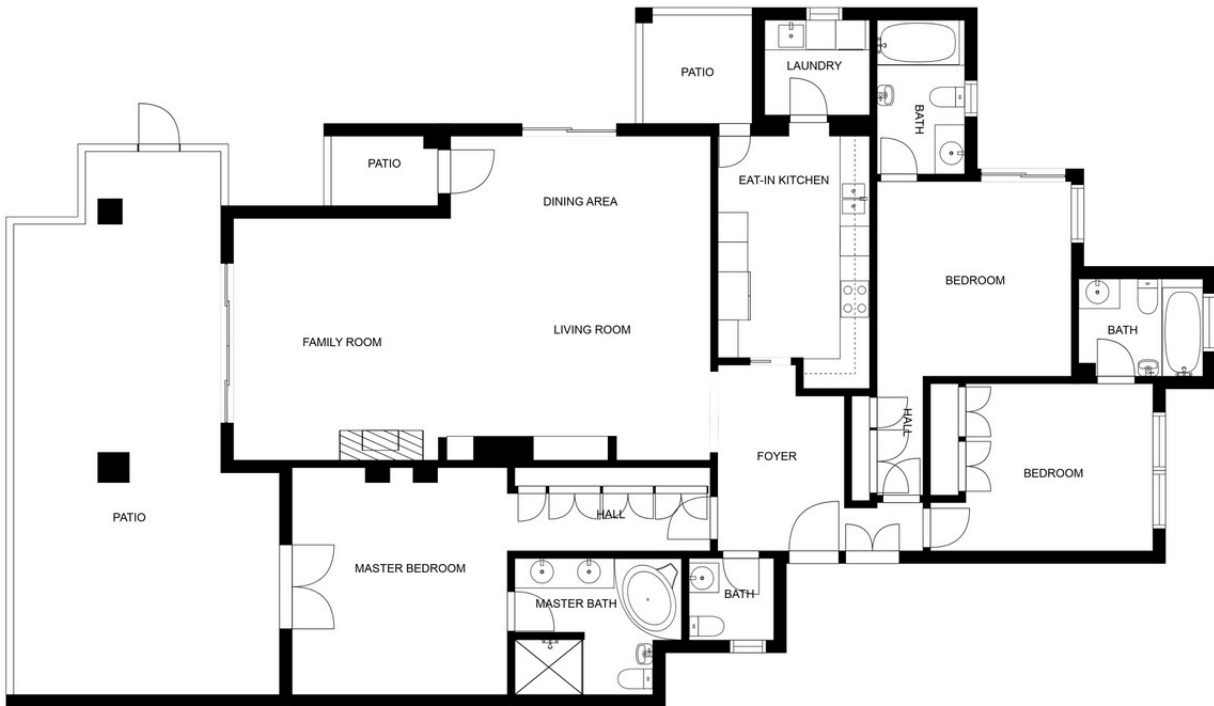 LAUNDRY
PATIO
BATH
PATIO
EAT-IN KITCHEN
DINING AREA
BEDROOM
LIVING ROOM
BATH
FAMILY ROOM
HALL
FOYER
BEDROOM
PATIO
HALL
MASTER BEDROOM
BATH
MASTER BATH